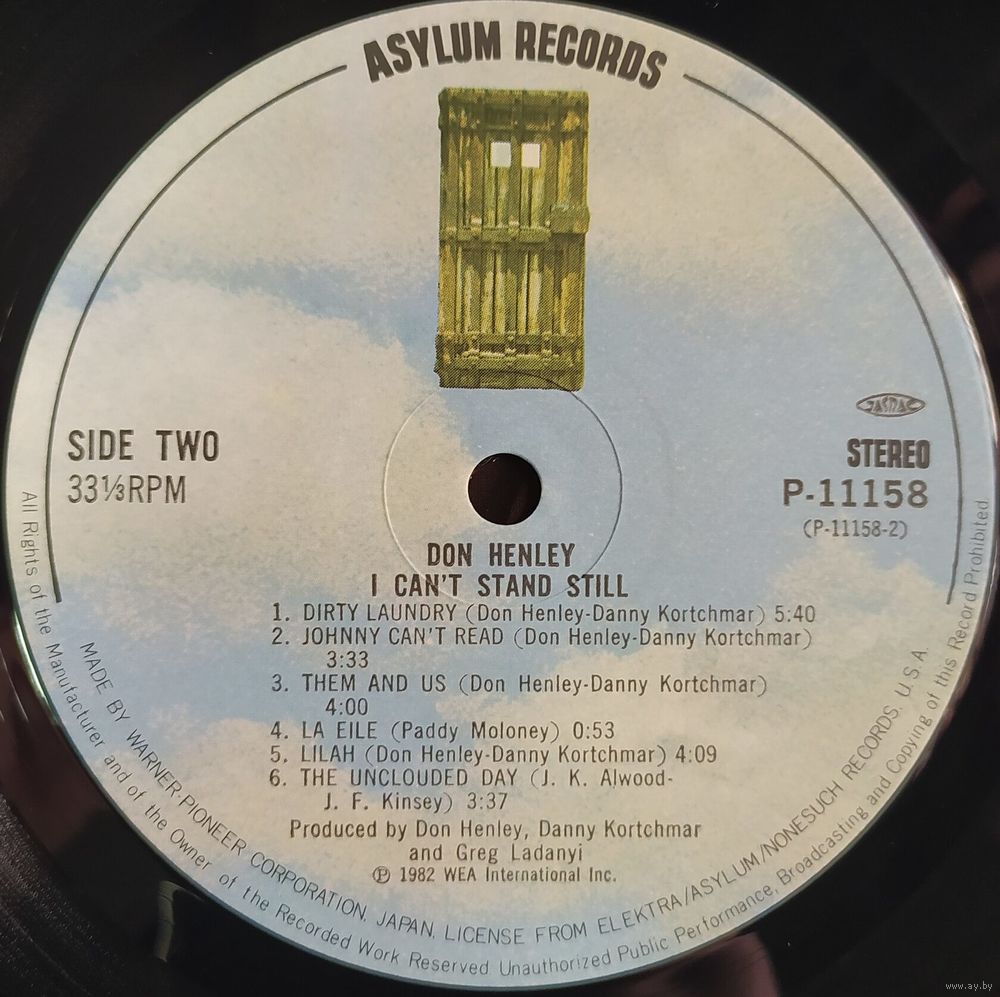 ASYLUM RECORDS
JASRAC
SIDE TWO
33⅓RPM
STEREO
P-11158
(P-11158-2)
DON HENLEY
I CAN'T STAND STILL
1. DIRTY LAUNDRY (Don Henley-Danny Kortchmar) 5:40
2. JOHNNY CAN'T READ (Don Henley-Danny Kortchmar)
3:33
3. THEM AND US (Don Henley-Danny Kortchmar)
4:00
4. LA EILE (Paddy Moloney) 0:53
5. LILAH (Don Henley-Danny Kortchmar) 4:09
6. THE UNCLOUDED DAY (J. K. Alwood-
J. F. Kinsey) 3:37
Produced by Don Henley, Danny Kortchmar
and Greg Ladanyi
℗ 1982 WEA International Inc.
MADE BY WARNER-PIONEER CORPORATION, JAPAN, LICENSE FROM ELEKTRA/ASYLUM/NONESUCH RECORDS, U.S.A.
All Rights of the Manufacturer and of the Owner of the Recorded Work Reserved Unauthorized Public Performance, Broadcasting and Copying of this Record Prohibited.
www.ay.by